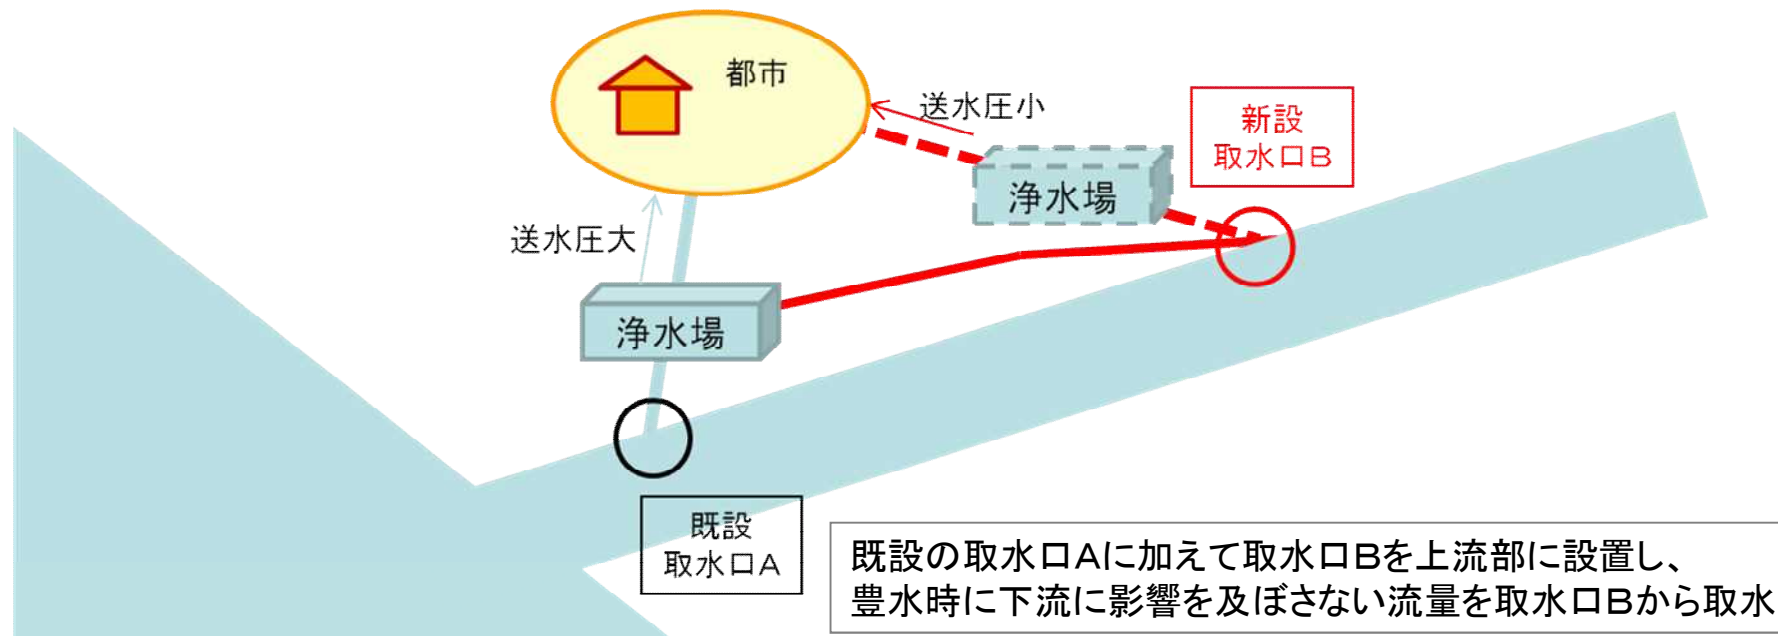 都市
送水圧小
新設
取水口B
浄水場
送水圧大
浄水場
既設
取水口A
既設の取水口Aに加えて取水口Bを上流部に設置し、
豊水時に下流に影響を及ぼさない流量を取水口Bから取水